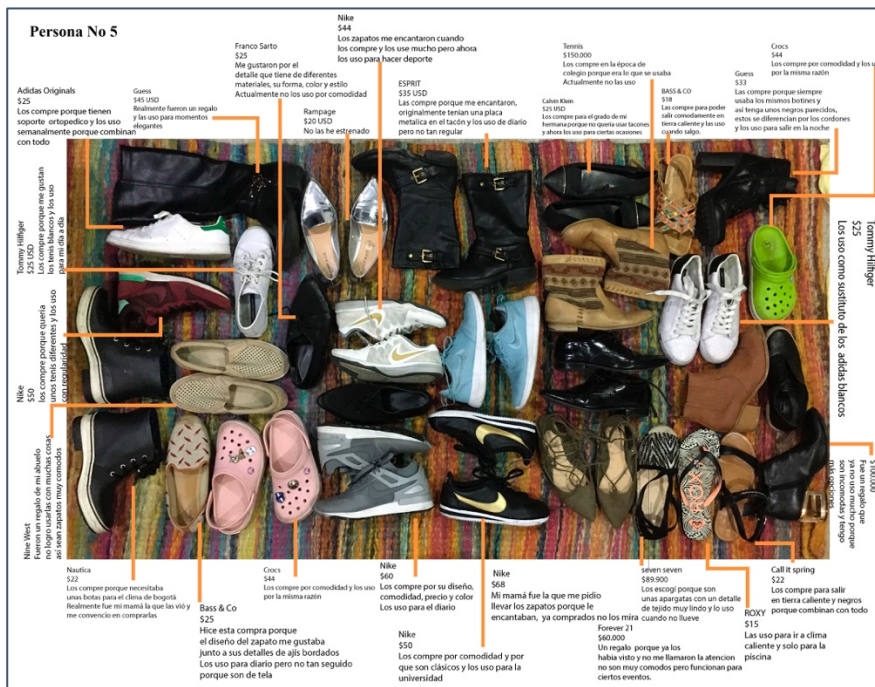 Persona No 5
Nike
$44
Los zapatos me encantaron cuando
los compre y los use mucho pero ahora
los uso para hacer deporte
Franco Sarto
$25
Me gustaron por el
detalle que tiene de diferentes
materiales, su forma, color y estilo
Actualmente no los uso por comodidad
Tennis
$150.000
Los compre en la época de
colegio porque era lo que se usaba
Actualmente no las uso
Crocs
$44
Los compre por comodidad y los u
por la misma razón
Adidas Originals
$25
Los compre porque tienen
soporte ortopedico y los uso
semanalmente porque combinan
con todo
Guess
$45 USD
Realmente fueron un regalo
y las uso para momentos
elegantes
Rampage
$20 USD
No las he estrenado
ESPRIT
$35 USD
Las compre porque me encantaron,
originalmente tenian una placa
metalica en el tacón y los uso de diario
pero no tan regular
Calvin Klein
$25 USD
Los compre para el grado de mi
hermana porque no queria usar tacones
y ahora los uso para ciertas ocasiones
BASS & CO
$18
Las compre para poder
salir comodamente en
tierra caliente y las uso
cuando salgo.
Guess
$33
Las compre porque siempre
usaba los mismos botines y
así tenga unos negros parecidos,
estos se diferencian por los cordones
y los uso para salir en la noche
Tommy Hilfiger
$25 USD
Los compre porque me gustan
los tenis blancos y los uso
para mi día a día
Tommy Hilfiger
$25
Los uso como sustituto de los adidas blancos
Nike
$50
los compre porque queria
unos tenis diferentes y los uso
con regularidad
Nine West
Fueron un regalo de mi abuelo
no logro usarlas con muchas cosas
asi sean zapatos muy comodos
$100.000
Fue un regalo que
ya no uso mucho porque
son incomodas y tengo
más opciones
Nautica
$22
Los compre porque necesitaba
unas botas para el clima de bogotá
Realmente fue mi mamá la que las vió y
me convencio en comprarlas
Bass & Co
$25
Hice esta compra porque
el diseño del zapato me gustaba
junto a sus detalles de ajís bordados
Los uso para diario pero no tan seguido
porque son de tela
Crocs
$44
Los compre por comodidad y los uso
por la misma razón
Nike
$60
Los compre por su diseño,
comodidad, precio y color
Los uso para el diario
Nike
$50
Los compre por comodidad y por
que son clásicos y los uso para la
universidad
Nike
$68
Mi mamá fue la que me pidio
llevar los zapatos porque le
encantaban, ya comprados no los mira
Forever 21
$60.000
Un regalo porque ya los
habia visto y no me llamaron la atencion
no son muy comodos pero funcionan para
ciertos eventos.
seven seven
$89.900
Los escogi porque son
unas apargatas con un detalle
de tejido muy lindo y lo uso
cuando no llueve
ROXY
$15
Las uso para ir a clima
caliente y solo para la
piscina
Call it spring
$22
Los compre para salir
en tierra caliente y negros
porque combinan con todo
ROXY